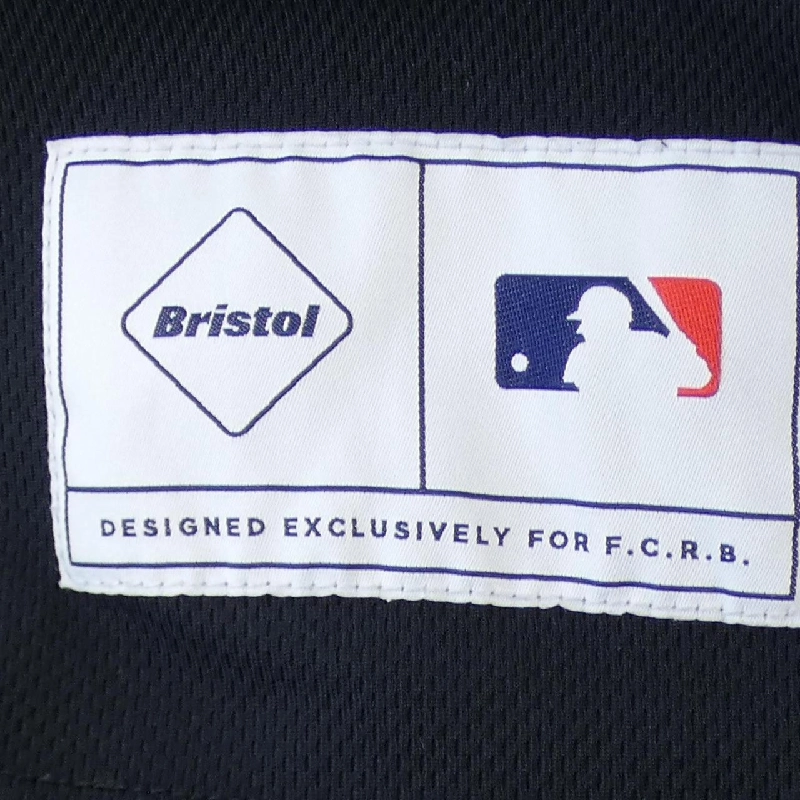 Bristol
DESIGNED EXCLUSIVELY FOR F.C.R.B.